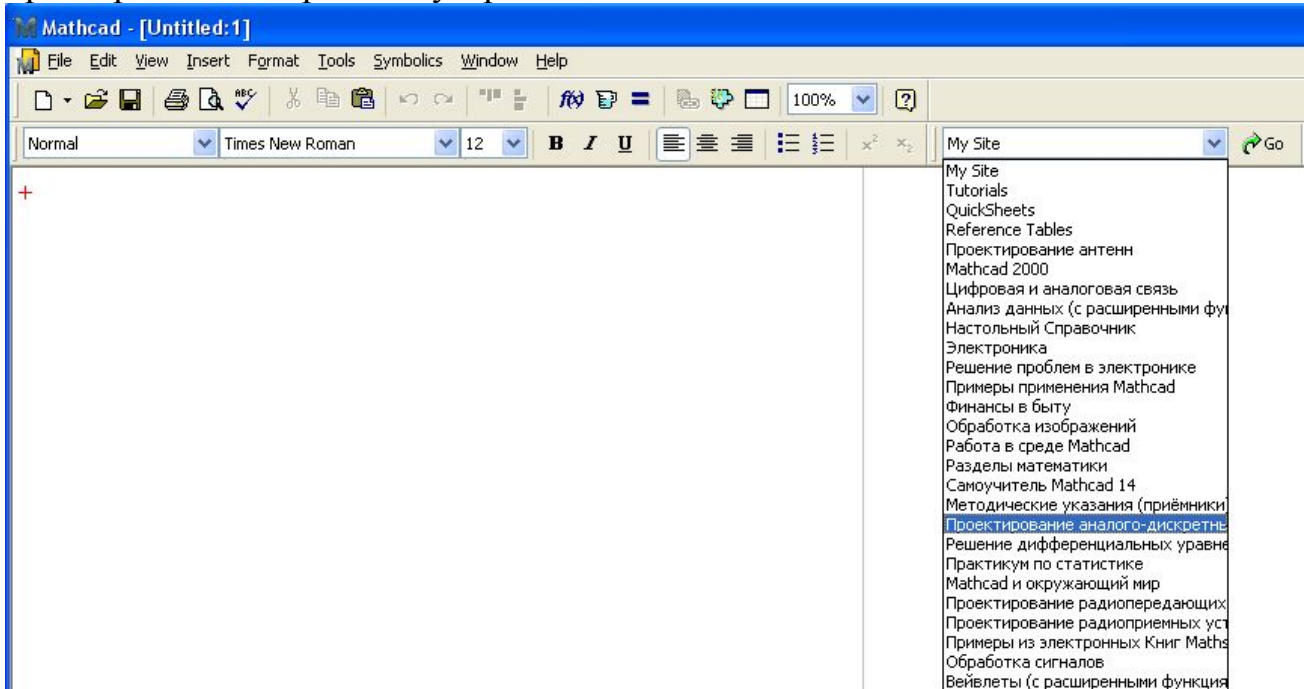 Mathcad - [Untitled:1]
File Edit View Insert Format Tools Symbolics Window Help
ABC f(x) = 100% ?
Normal Times New Roman 12 B I U x² x₂ My Site Go
My Site
Tutorials
QuickSheets
Reference Tables
Проектирование антенн
Mathcad 2000
Цифровая и аналоговая связь
Анализ данных (с расширенными фу
Настольный Справочник
Электроника
Решение проблем в электронике
Примеры применения Mathcad
Финансы в быту
Обработка изображений
Работа в среде Mathcad
Разделы математики
Самоучитель Mathcad 14
Методические указания (приёмники)
Проектирование аналого-дискретны
Решение дифференциальных уравне
Практикум по статистике
Mathcad и окружающий мир
Проектирование радиопередающих
Проектирование радиоприемных уст
Примеры из электронных Книг Maths
Обработка сигналов
Вейвлеты (с расширенными функция